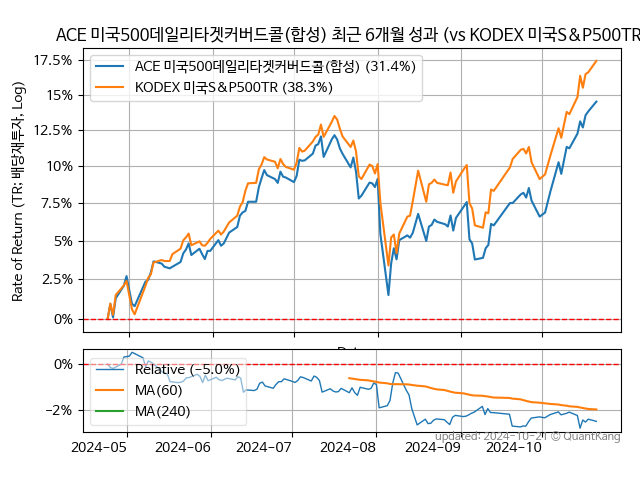 ACE 미국500데일리타겟커버드콜(합성) 최근 6개월 성과 (vs KODEX 미국S&P500TR
17.5%
15%
12.5%
10%
7.5%
5%
2.5%
0%
Rate of Return (TR: 배당재투자, Log)
ACE 미국500데일리타겟커버드콜(합성) (31.4%)
KODEX 미국S&P500TR (38.3%)
0%
−2%
Relative (−5.0%)
MA(60)
MA(240)
2024-05 2024-06 2024-07 2024-08 2024-09 2024-10
updated: 2024-10-21 © QuantKang